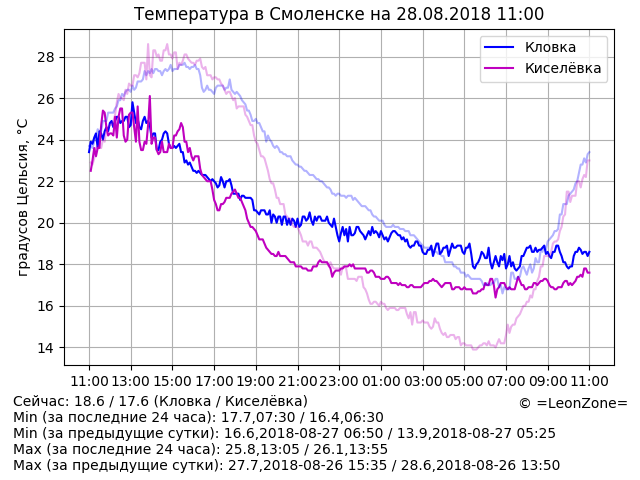 Температура в Смоленске на 28.08.2018 11:00
Кловка
Киселёвка
градусов Цельсия, °C
28
26
24
22
20
18
16
14
11:00 13:00 15:00 17:00 19:00 21:00 23:00 01:00 03:00 05:00 07:00 09:00 11:00
Сейчас: 18.6 / 17.6 (Кловка / Киселёвка)
© =LeonZone=
Min (за последние 24 часа): 17.7,07:30 / 16.4,06:30
Min (за предыдущие сутки): 16.6,2018-08-27 06:50 / 13.9,2018-08-27 05:25
Max (за последние 24 часа): 25.8,13:05 / 26.1,13:55
Max (за предыдущие сутки): 27.7,2018-08-26 15:35 / 28.6,2018-08-26 13:50